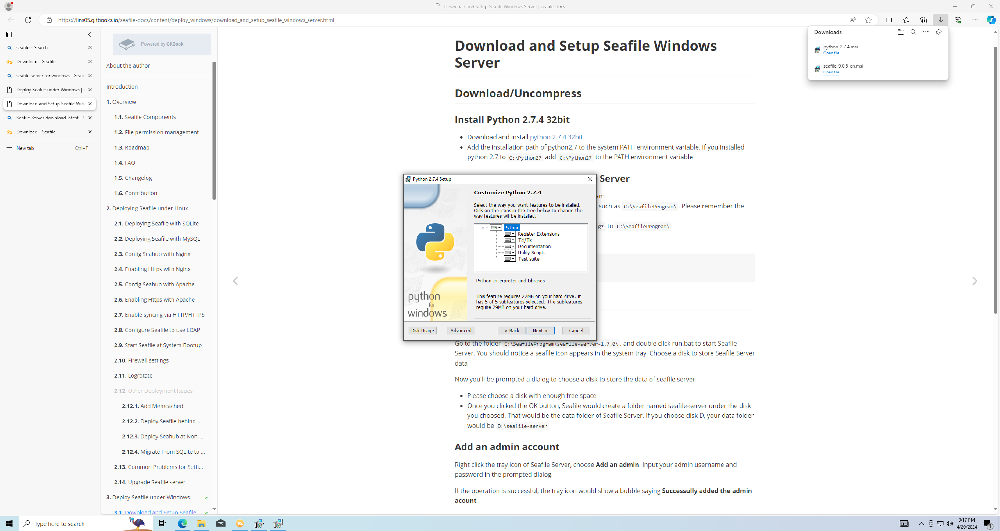 Download and Setup Seafile Windows Server | seafile-docs
https://lins05.gitbooks.io/seafile-docs/content/deploy_windows/download_and_setup_seafile_windows_server.html
seafile - Search
Download - Seafile
seafile server for windows - Sear
Deploy Seafile under Windows |
Download and Setup Seafile Win
Seafile Server download latest -
Download - Seafile
New tab
Ctrl+T
Powered by GitBook
About the author
Introduction
1. Overview
1.1. Seafile Components
1.2. File permission management
1.3. Roadmap
1.4. FAQ
1.5. Changelog
1.6. Contribution
2. Deploying Seafile under Linux
2.1. Deploying Seafile with SQLite
2.2. Deploying Seafile with MySQL
2.3. Config Seahub with Nginx
2.4. Enabling Https with Nginx
2.5. Config Seahub with Apache
2.6. Enabling Https with Apache
2.7. Enable syncing via HTTP/HTTPS
2.8. Configure Seafile to use LDAP
2.9. Start Seafile at System Bootup
2.10. Firewall settings
2.11. Logrotate
2.12. Other Deployment Issues
2.12.1. Add Memcached
2.12.2. Deploy Seafile behind ...
2.12.3. Deploy Seahub at Non-...
2.12.4. Migrate From SQLite to ...
2.13. Common Problems for Setti...
2.14. Upgrade Seafile server
3. Deploy Seafile under Windows
3.1. Download and Setup Seafile ...
Download and Setup Seafile Windows
Server
Download/Uncompress
Install Python 2.7.4 32bit
Download and install python 2.7.4 32bit
Add the installation path of python2.7 to the system PATH environment variable. If you installed
python 2.7 to C:\Python27 add C:\Python27 to the PATH environment variable
Server
am
such as C:\SeafileProgram\ . Please remember the
.gz to C:\SeafileProgram\
Go to the folder C:\SeafileProgram\seafile-server-1.7.0\ , and double click run.bat to start Seafile
Server. You should notice a seafile icon appears in the system tray. Choose a disk to store Seafile Server
data
Now you'll be prompted a dialog to choose a disk to store the data of seafile server
Please choose a disk with enough free space
Once you clicked the OK button, Seafile would create a folder named seafile-server under the disk
you choosed. That would be the data folder of Seafile Server. If you choose disk D, your data folder
would be D:\seafile-server
Add an admin account
Right click the tray icon of Seafile Server, choose Add an admin. Input your admin username and
password in the prompted dialog.
If the operation is successful, the tray icon would show a bubble saying Successully added the admin
acount
Python 2.7.4 Setup
Customize Python 2.7.4
Select the way you want features to be installed.
Click on the icons in the tree below to change the
way features will be installed.
Python
Register Extensions
Tcl/Tk
Documentation
Utility Scripts
Test suite
Python Interpreter and Libraries
This feature requires 22MB on your hard drive. It
has 5 of 5 subfeatures selected. The subfeatures
require 29MB on your hard drive.
python
for
windows
Disk Usage
Advanced
< Back
Next >
Cancel
Downloads
python-2.7.4.msi
Open file
seafile-9.0.5-en.msi
Open file
Type here to search
9:17 PM
4/20/2024
1